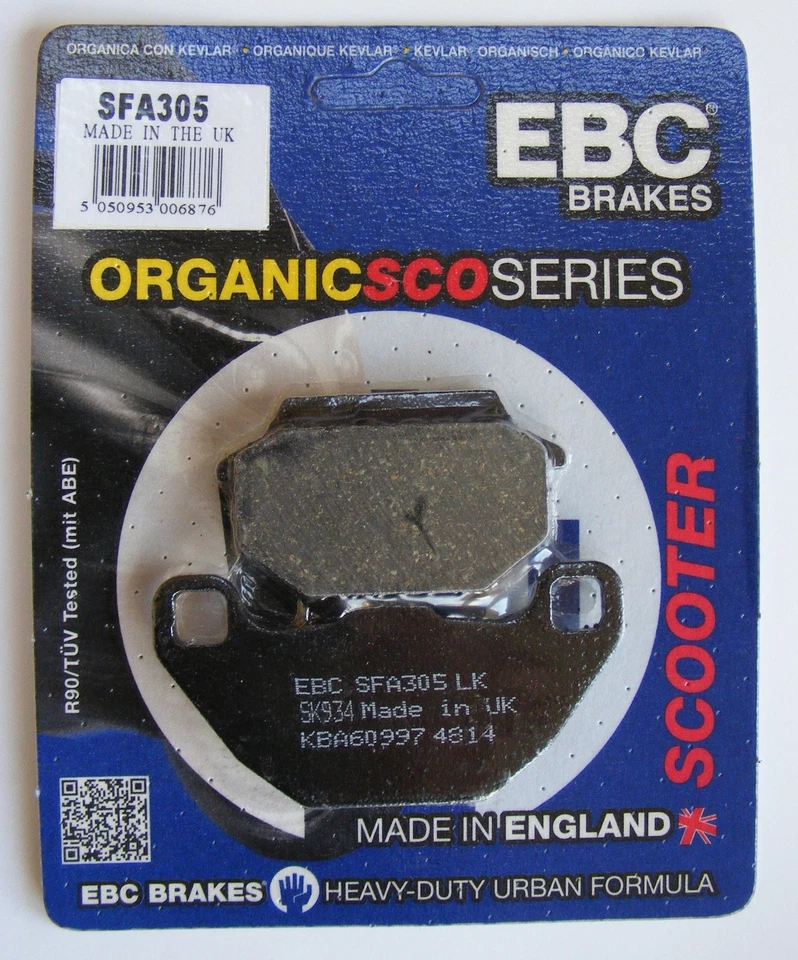 ORGANICA CON KEVLAR® • ORGANIQUE KEVLAR® • KEVLAR® ORGANISCH • ORGANICO KEVLAR®
SFA305
MADE IN THE UK
5 050953 006876
EBC®
BRAKES
ORGANICSCOSERIES
R90/TÜV Tested (mit ABE)
SCOOTER
EBC SFA305 LK
SK934 Made in UK
KBA60997 4814
MADE IN ENGLAND
EBC BRAKES® HEAVY-DUTY URBAN FORMULA